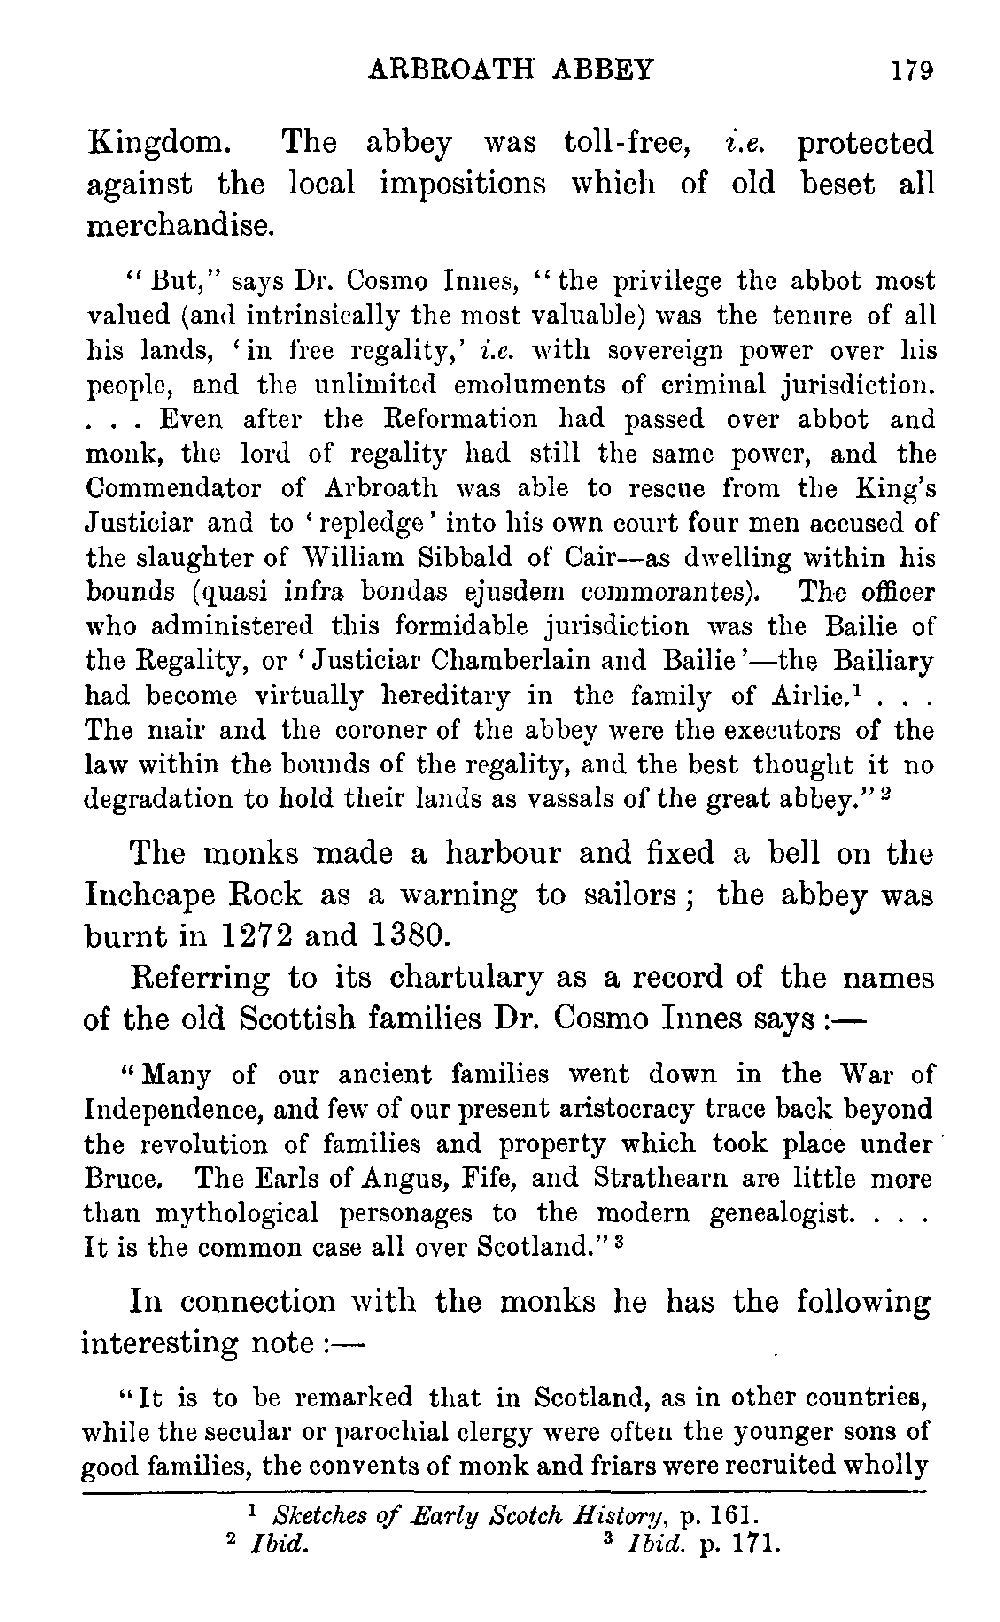 ARBROATH ABBEY 179
Kingdom. The abbey was toll-free, i.e. protected
against the local impositions which of old beset all
merchandise.
“ But,” says Dr. Cosmo Innes, “ the privilege the abbot most
valued (and intrinsically the most valuable) was the tenure of all
his lands, ‘ in free regality,’ i.e. with sovereign power over his
people, and the unlimited emoluments of criminal jurisdiction.
. . . Even after the Reformation had passed over abbot and
monk, the lord of regality had still the same power, and the
Commendator of Arbroath was able to rescue from the King’s
Justiciar and to ‘ repledge ’ into his own court four men accused of
the slaughter of William Sibbald of Cair—as dwelling within his
bounds (quasi infra bondas ejusdem commorantes). The officer
who administered this formidable jurisdiction was the Bailie of
the Regality, or ‘ Justiciar Chamberlain and Bailie ’—the Bailiary
had become virtually hereditary in the family of Airlie.¹ . . .
The mair and the coroner of the abbey were the executors of the
law within the bounds of the regality, and the best thought it no
degradation to hold their lands as vassals of the great abbey.” ²
The monks made a harbour and fixed a bell on the
Inchcape Rock as a warning to sailors ; the abbey was
burnt in 1272 and 1380.
Referring to its chartulary as a record of the names
of the old Scottish families Dr. Cosmo Innes says :—
“ Many of our ancient families went down in the War of
Independence, and few of our present aristocracy trace back beyond
the revolution of families and property which took place under
Bruce. The Earls of Angus, Fife, and Strathearn are little more
than mythological personages to the modern genealogist. . . .
It is the common case all over Scotland.” ³
In connection with the monks he has the following
interesting note :—
“ It is to be remarked that in Scotland, as in other countries,
while the secular or parochial clergy were often the younger sons of
good families, the convents of monk and friars were recruited wholly
¹ Sketches of Early Scotch History, p. 161.
² Ibid. ³ Ibid. p. 171.